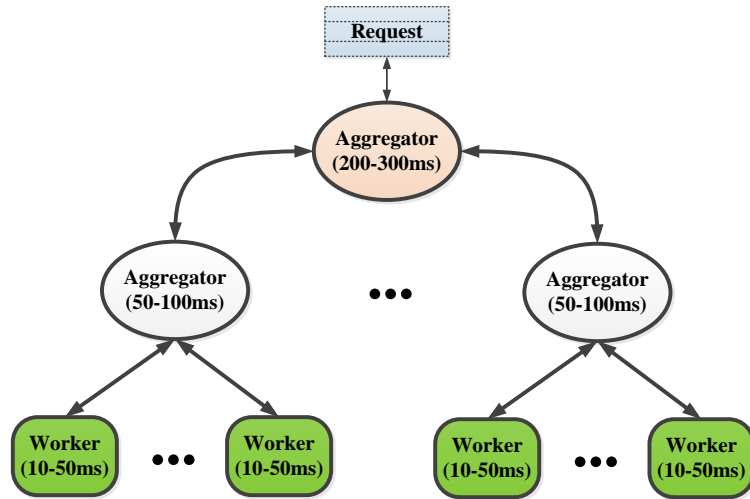 Request
Aggregator
(200-300ms)
Aggregator
(50-100ms)
Aggregator
(50-100ms)
Worker
(10-50ms)
Worker
(10-50ms)
Worker
(10-50ms)
Worker
(10-50ms)